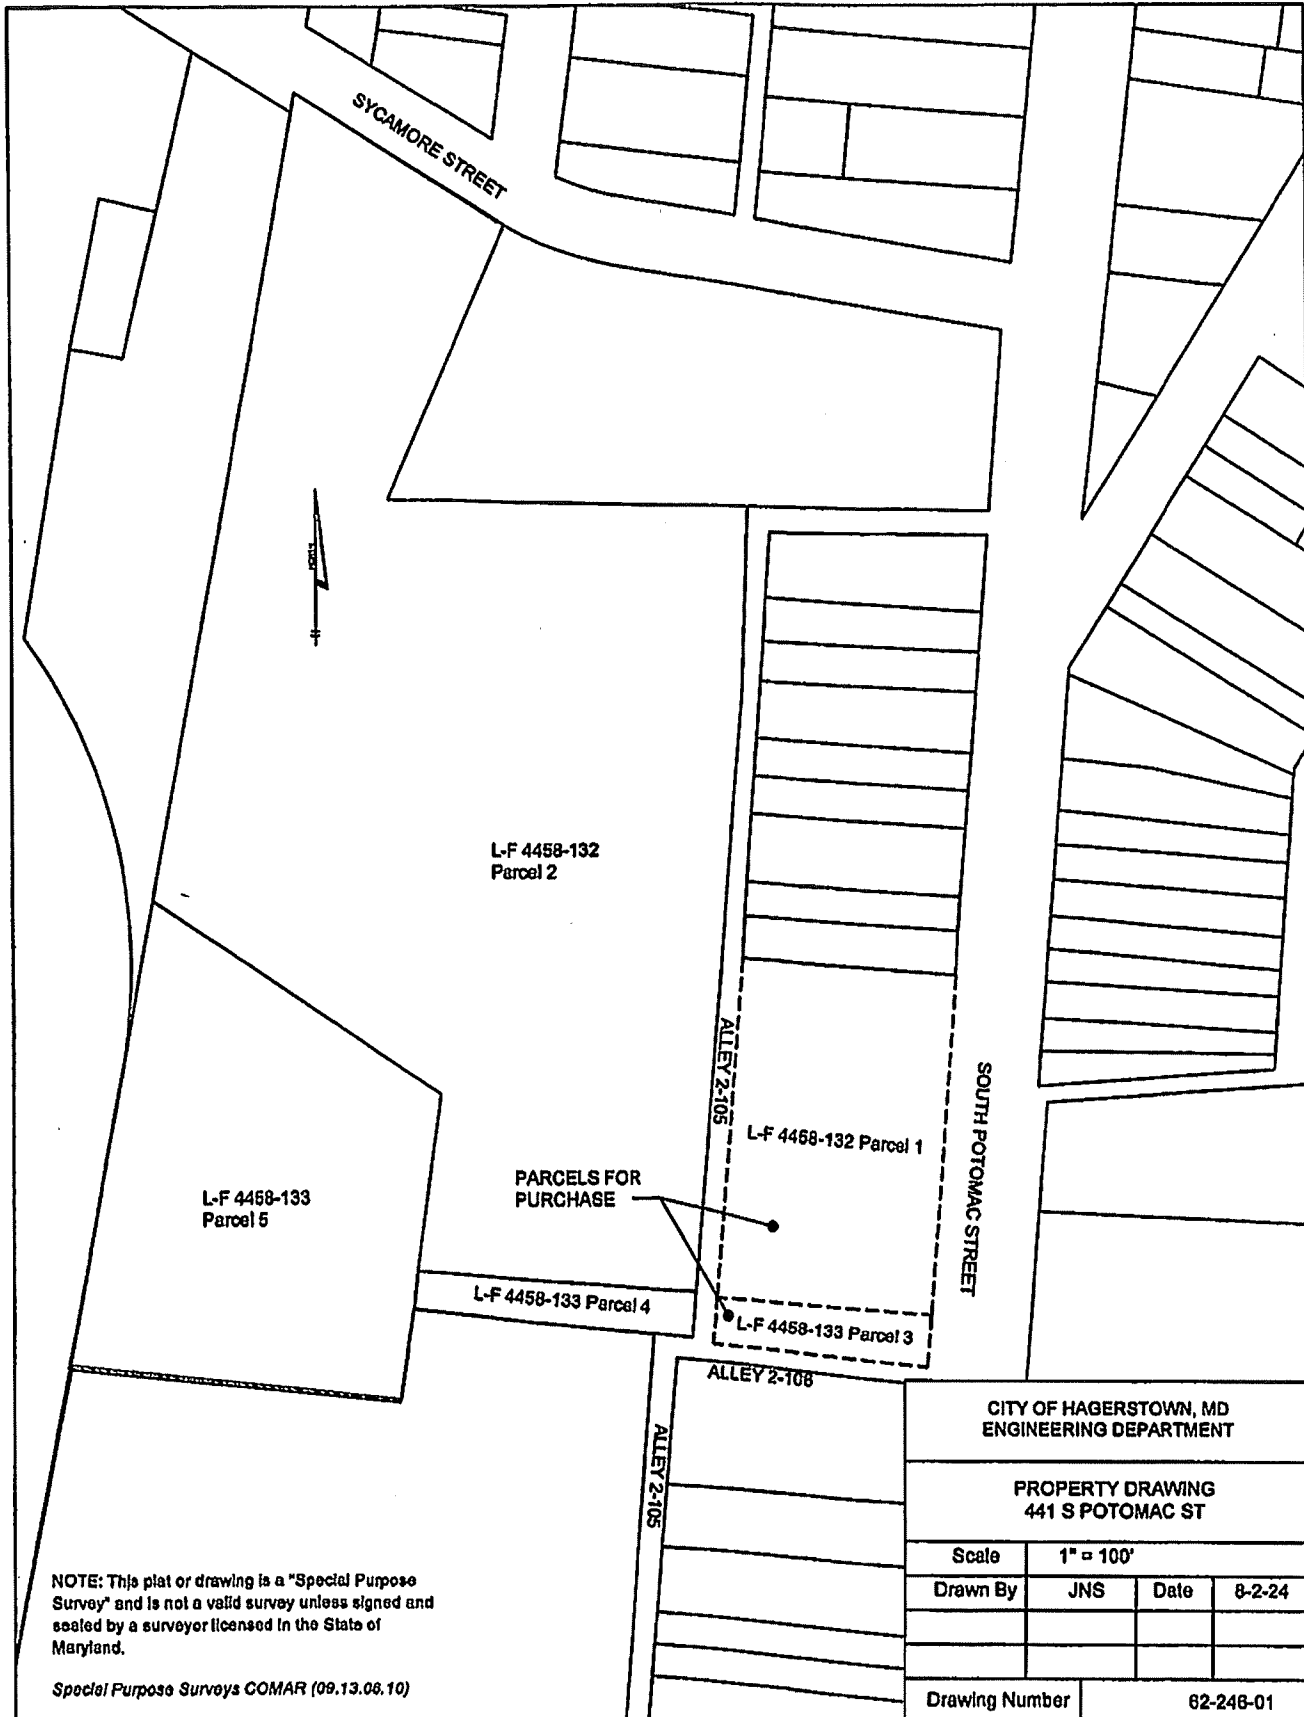 SYCAMORE STREET
L-F 4458-132
Parcel 2
ALLEY 2-105
SOUTH POTOMAC STREET
L-F 4458-132 Parcel 1
PARCELS FOR
PURCHASE
L-F 4458-133
Parcel 5
L-F 4458-133 Parcel 4
L-F 4458-133 Parcel 3
ALLEY 2-106
ALLEY 2-105
CITY OF HAGERSTOWN, MD
ENGINEERING DEPARTMENT
PROPERTY DRAWING
441 S POTOMAC ST
Scale 1" = 100'
Drawn By JNS Date 8-2-24
Drawing Number 62-246-01
NOTE: This plat or drawing is a "Special Purpose
Survey" and is not a valid survey unless signed and
sealed by a surveyor licensed in the State of
Maryland.
Special Purpose Surveys COMAR (09.13.06.10)